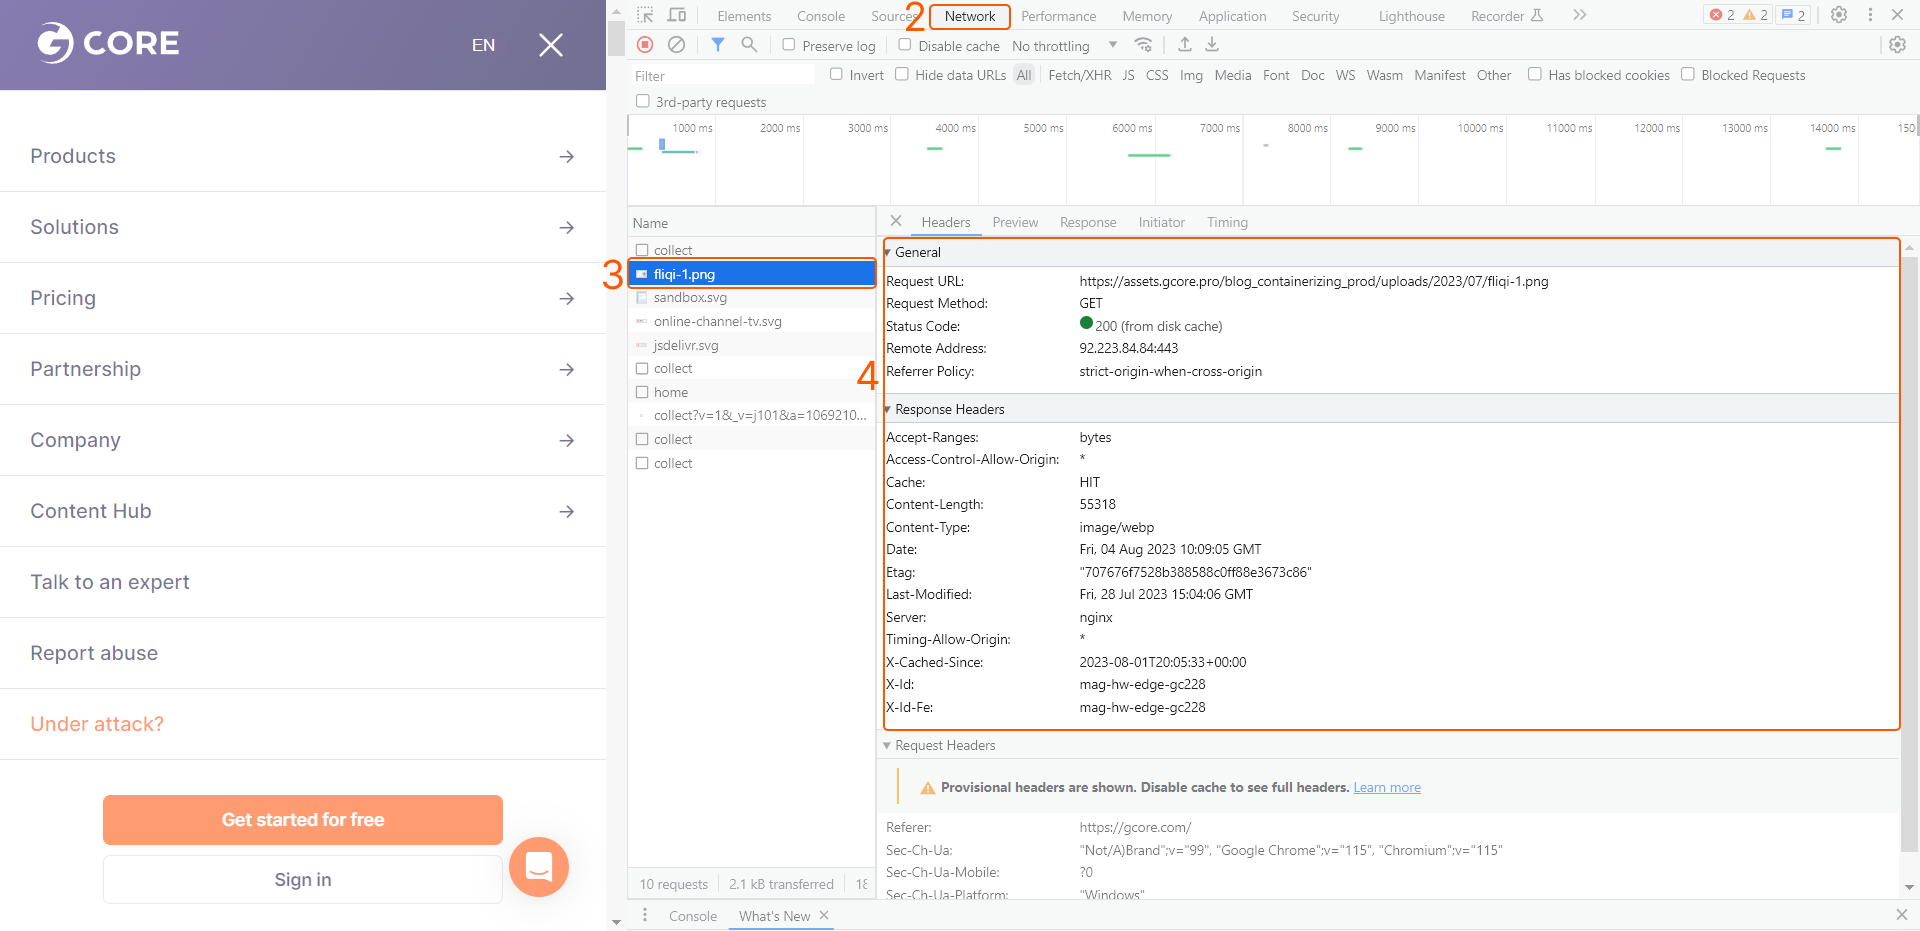 CORE
EN
Products
Solutions
Pricing
Partnership
Company
Content Hub
Talk to an expert
Report abuse
Under attack?
Get started for free
Sign in
Elements Console Sources 2 Network Performance Memory Application Security Lighthouse Recorder 2 2 2
Preserve log Disable cache No throttling
Filter Invert Hide data URLs All Fetch/XHR JS CSS Img Media Font Doc WS Wasm Manifest Other Has blocked cookies Blocked Requests
3rd-party requests
1000 ms 2000 ms 3000 ms 4000 ms 5000 ms 6000 ms 7000 ms 8000 ms 9000 ms 10000 ms 11000 ms 12000 ms 13000 ms 14000 ms 150
Name
collect
3 fliqi-1.png
sandbox.svg
online-channel-tv.svg
jsdelivr.svg
collect
home
collect?v=1&_v=j101&a=1069210...
collect
collect
10 requests 2.1 kB transferred 18
Headers Preview Response Initiator Timing
4
General
Request URL: https://assets.gcore.pro/blog_containerizing_prod/uploads/2023/07/fliqi-1.png
Request Method: GET
Status Code: 200 (from disk cache)
Remote Address: 92.223.84.84:443
Referrer Policy: strict-origin-when-cross-origin
Response Headers
Accept-Ranges: bytes
Access-Control-Allow-Origin: *
Cache: HIT
Content-Length: 55318
Content-Type: image/webp
Date: Fri, 04 Aug 2023 10:09:05 GMT
Etag: "707676f7528b388588c0ff88e3673c86"
Last-Modified: Fri, 28 Jul 2023 15:04:06 GMT
Server: nginx
Timing-Allow-Origin: *
X-Cached-Since: 2023-08-01T20:05:33+00:00
X-Id: mag-hw-edge-gc228
X-Id-Fe: mag-hw-edge-gc228
Request Headers
Provisional headers are shown. Disable cache to see full headers. Learn more
Referer: https://gcore.com/
Sec-Ch-Ua: "Not/A)Brand";v="99", "Google Chrome";v="115", "Chromium";v="115"
Sec-Ch-Ua-Mobile: ?0
Sec-Ch-Ua-Platform: "Windows"
Console What's New